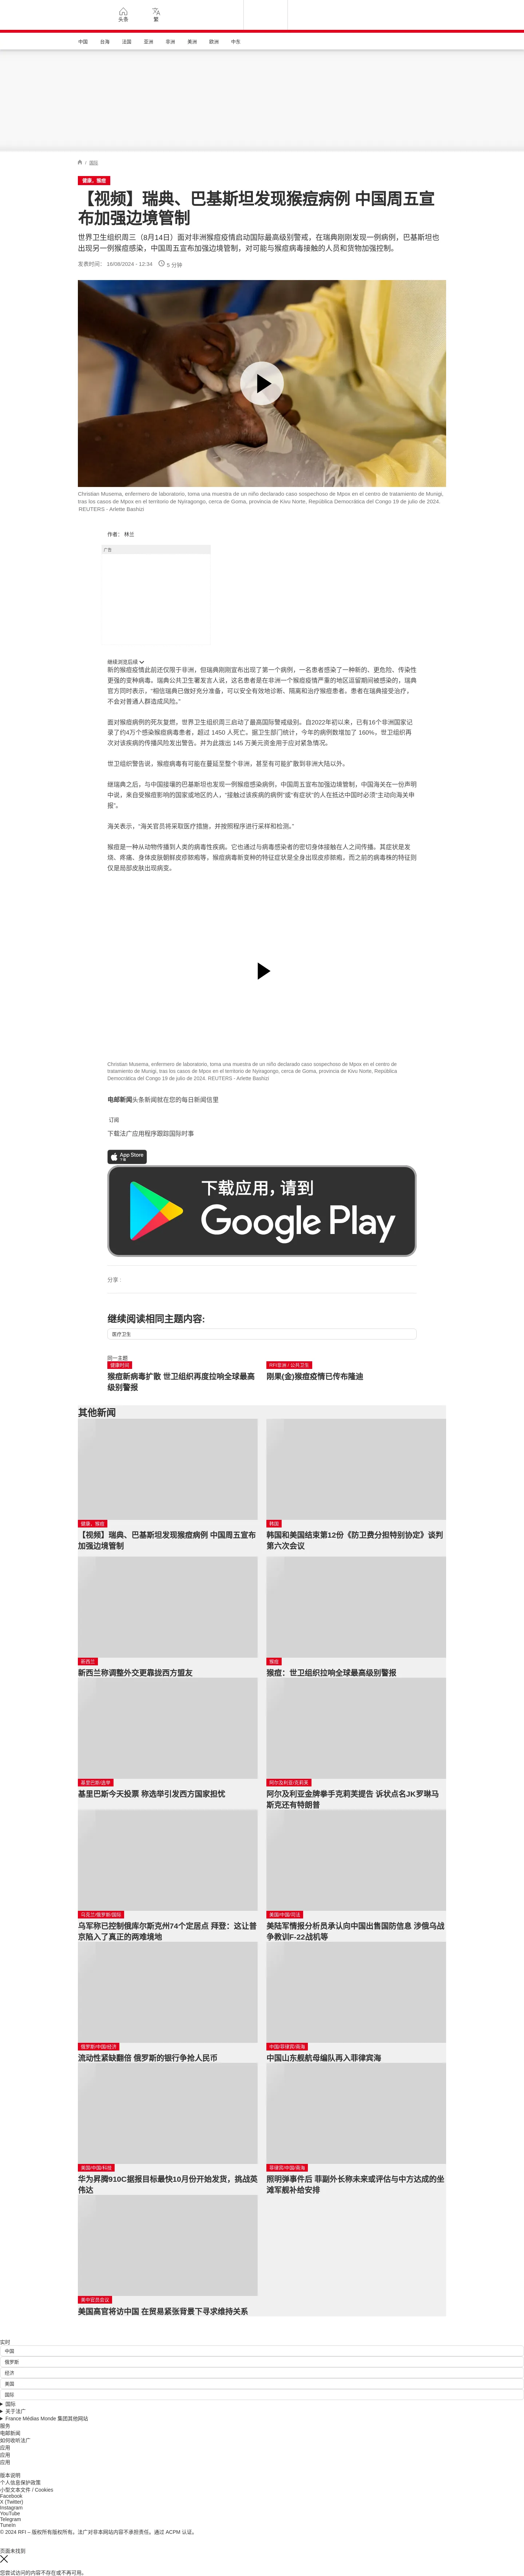 头条
繁
中国
台海
法国
亚洲
非洲
美洲
欧洲
中东
/ 国际
健康，猴痘
【视频】瑞典、巴基斯坦发现猴痘病例 中国周五宣布加强边境管制
世界卫生组织周三（8月14日）面对非洲猴痘疫情启动国际最高级别警戒，在瑞典刚刚发现一例病例，巴基斯坦也出现另一例猴痘感染，中国周五宣布加强边境管制，对可能与猴痘病毒接触的人员和货物加强控制。
发表时间： 16/08/2024 - 12:34
5 分钟
Christian Musema, enfermero de laboratorio, toma una muestra de un niño declarado caso sospechoso de Mpox en el centro de tratamiento de Munigi, tras los casos de Mpox en el territorio de Nyiragongo, cerca de Goma, provincia de Kivu Norte, República Democrática del Congo 19 de julio de 2024. REUTERS - Arlette Bashizi
作者： 林兰
广告
继续浏览后续
新的猴痘疫情此前还仅限于非洲，但瑞典刚刚宣布出现了第一个病例，一名患者感染了一种新的、更危险、传染性更强的变种病毒。瑞典公共卫生署发言人说，这名患者是在非洲一个猴痘疫情严重的地区逗留期间被感染的，瑞典官方同时表示，“相信瑞典已做好充分准备，可以安全有效地诊断、隔离和治疗猴痘患者。患者在瑞典接受治疗，不会对普通人群造成风险。”
面对猴痘病例的死灰复燃，世界卫生组织周三启动了最高国际警戒级别。自2022年初以来，已有16个非洲国家记录了约4万个感染猴痘病毒患者，超过 1450 人死亡。据卫生部门统计，今年的病例数增加了 160%，世卫组织再次对该疾病的传播风险发出警告。并为此拨出 145 万美元资金用于应对紧急情况。
世卫组织警告说，猴痘病毒有可能在蔓延至整个非洲，甚至有可能扩散到非洲大陆以外。
继瑞典之后，与中国接壤的巴基斯坦也发现一例猴痘感染病例。中国周五宣布加强边境管制，中国海关在一份声明中说，来自受猴痘影响的国家或地区的人，“接触过该疾病的病例”或“有症状”的人在抵达中国时必须“主动向海关申报”。
海关表示，“海关官员将采取医疗措施，并按照程序进行采样和检测。”
猴痘是一种从动物传播到人类的病毒性疾病。它也通过与病毒感染者的密切身体接触在人之间传播。其症状是发烧、疼痛、身体皮肤朝鲜皮疹脓疱等，猴痘病毒新变种的特征症状是全身出现皮疹脓疱，而之前的病毒株的特征则仅是局部皮肤出现病变。
Christian Musema, enfermero de laboratorio, toma una muestra de un niño declarado caso sospechoso de Mpox en el centro de tratamiento de Munigi, tras los casos de Mpox en el territorio de Nyiragongo, cerca de Goma, provincia de Kivu Norte, República Democrática del Congo 19 de julio de 2024. REUTERS - Arlette Bashizi
电邮新闻头条新闻就在您的每日新闻信里
订阅
下载法广应用程序跟踪国际时事
App Store
下载
下载应用，请到
Google Play
分享 :
继续阅读相同主题内容:
医疗卫生
同一主题
健康时间
猴痘新病毒扩散 世卫组织再度拉响全球最高级别警报
RFI非洲 / 公共卫生
刚果(金)猴痘疫情已传布隆迪
其他新闻
健康，猴痘
【视频】瑞典、巴基斯坦发现猴痘病例 中国周五宣布加强边境管制
韩国
韩国和美国结束第12份《防卫费分担特别协定》谈判第六次会议
新西兰
新西兰称调整外交更靠拢西方盟友
猴痘
猴痘：世卫组织拉响全球最高级别警报
基里巴斯/选举
基里巴斯今天投票 称选举引发西方国家担忧
阿尔及利亚/克莉芙
阿尔及利亚金牌拳手克莉芙提告 诉状点名JK罗琳马斯克还有特朗普
乌克兰/俄罗斯/国际
乌军称已控制俄库尔斯克州74个定居点 拜登：这让普京陷入了真正的两难境地
美国/中国/司法
美陆军情报分析员承认向中国出售国防信息 涉俄乌战争教训F-22战机等
俄罗斯/中国/经济
流动性紧缺翻倍 俄罗斯的银行争抢人民币
中国/菲律宾/南海
中国山东舰航母编队再入菲律宾海
美国/中国/科技
华为昇腾910C据报目标最快10月份开始发货，挑战英伟达
菲律宾/中国/南海
照明弹事件后 菲副外长称未来或评估与中方达成的坐滩军舰补给安排
美中官员会议
美国高官将访中国 在贸易紧张背景下寻求维持关系
实时
中国
俄罗斯
经济
美国
国际
国际
关于法广
France Médias Monde 集团其他网站
服务
电邮新闻
如何收听法广
应用
应用
应用
版本说明
个人信息保护政策
小型文本文件 / Cookies
Facebook
X (Twitter)
Instagram
YouTube
Telegram
TuneIn
© 2024 RFI – 版权所有版权所有。法广对非本网站内容不承担责任。通过 ACPM 认证。
页面未找到
您尝试访问的内容不存在或不再可用。